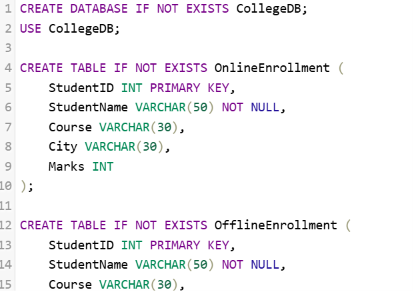 1 CREATE DATABASE IF NOT EXISTS CollegeDB;
2 USE CollegeDB;
3
4 CREATE TABLE IF NOT EXISTS OnlineEnrollment (
5 StudentID INT PRIMARY KEY,
6 StudentName VARCHAR(50) NOT NULL,
7 Course VARCHAR(30),
8 City VARCHAR(30),
9 Marks INT
10 );
11
12 CREATE TABLE IF NOT EXISTS OfflineEnrollment (
13 StudentID INT PRIMARY KEY,
14 StudentName VARCHAR(50) NOT NULL,
15 Course VARCHAR(30),